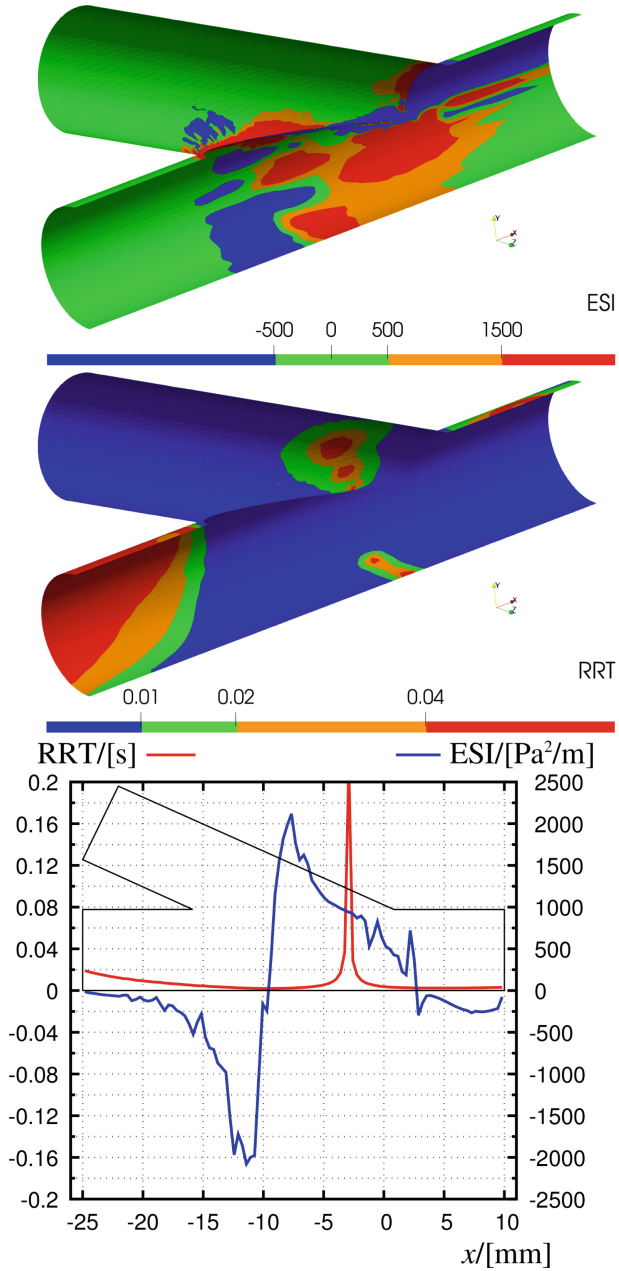 ESI
-500 0 500 1500
Y
X
Z
RRT
0.01 0.02 0.04
Y
X
Z
RRT/[s] ESI/[Pa²/m]
0.2 2500
0.16 2000
0.12 1500
0.08 1000
0.04 500
0 0
-0.04 -500
-0.08 -1000
-0.12 -1500
-0.16 -2000
-0.2 -2500
-25 -20 -15 -10 -5 0 5 10
x/[mm]